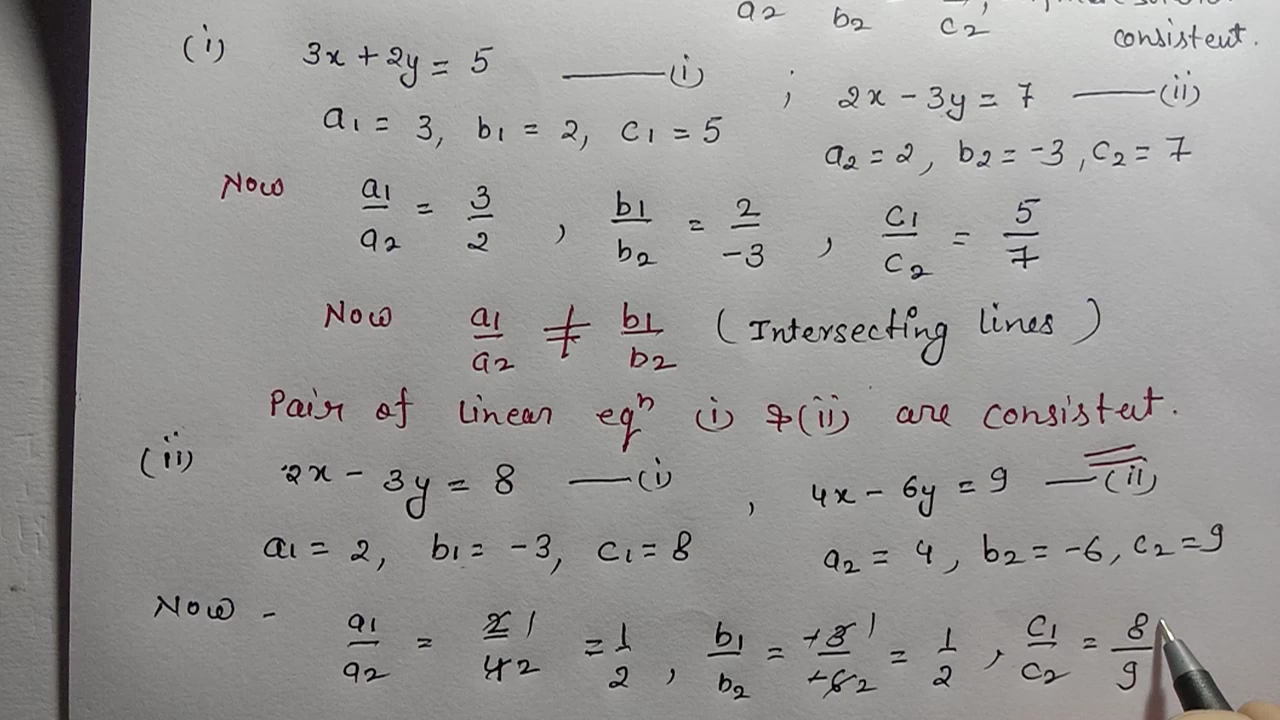 a2 b2 c2,
consistent.
(i) 3x + 2y = 5 ——(i) ; 2x - 3y = 7 ——(ii)
a1 = 3, b1 = 2, c1 = 5 a2 = 2, b2 = -3, c2 = 7
Now a1/a2 = 3/2 , b1/b2 = 2/-3 , c1/c2 = 5/7
Now a1/a2 ≠ b1/b2 (Intersecting lines)
Pair of linear eqⁿ (i) & (ii) are consistet.
(ii) 2x - 3y = 8 —(i) , 4x - 6y = 9 —(ii)
a1 = 2, b1 = -3, c1 = 8 a2 = 4, b2 = -6, c2 = 9
Now - a1/a2 = 2 1/4 2 = 1/2 , b1/b2 = +3 1/+6 2 = 1/2 , c1/c2 = 8/9